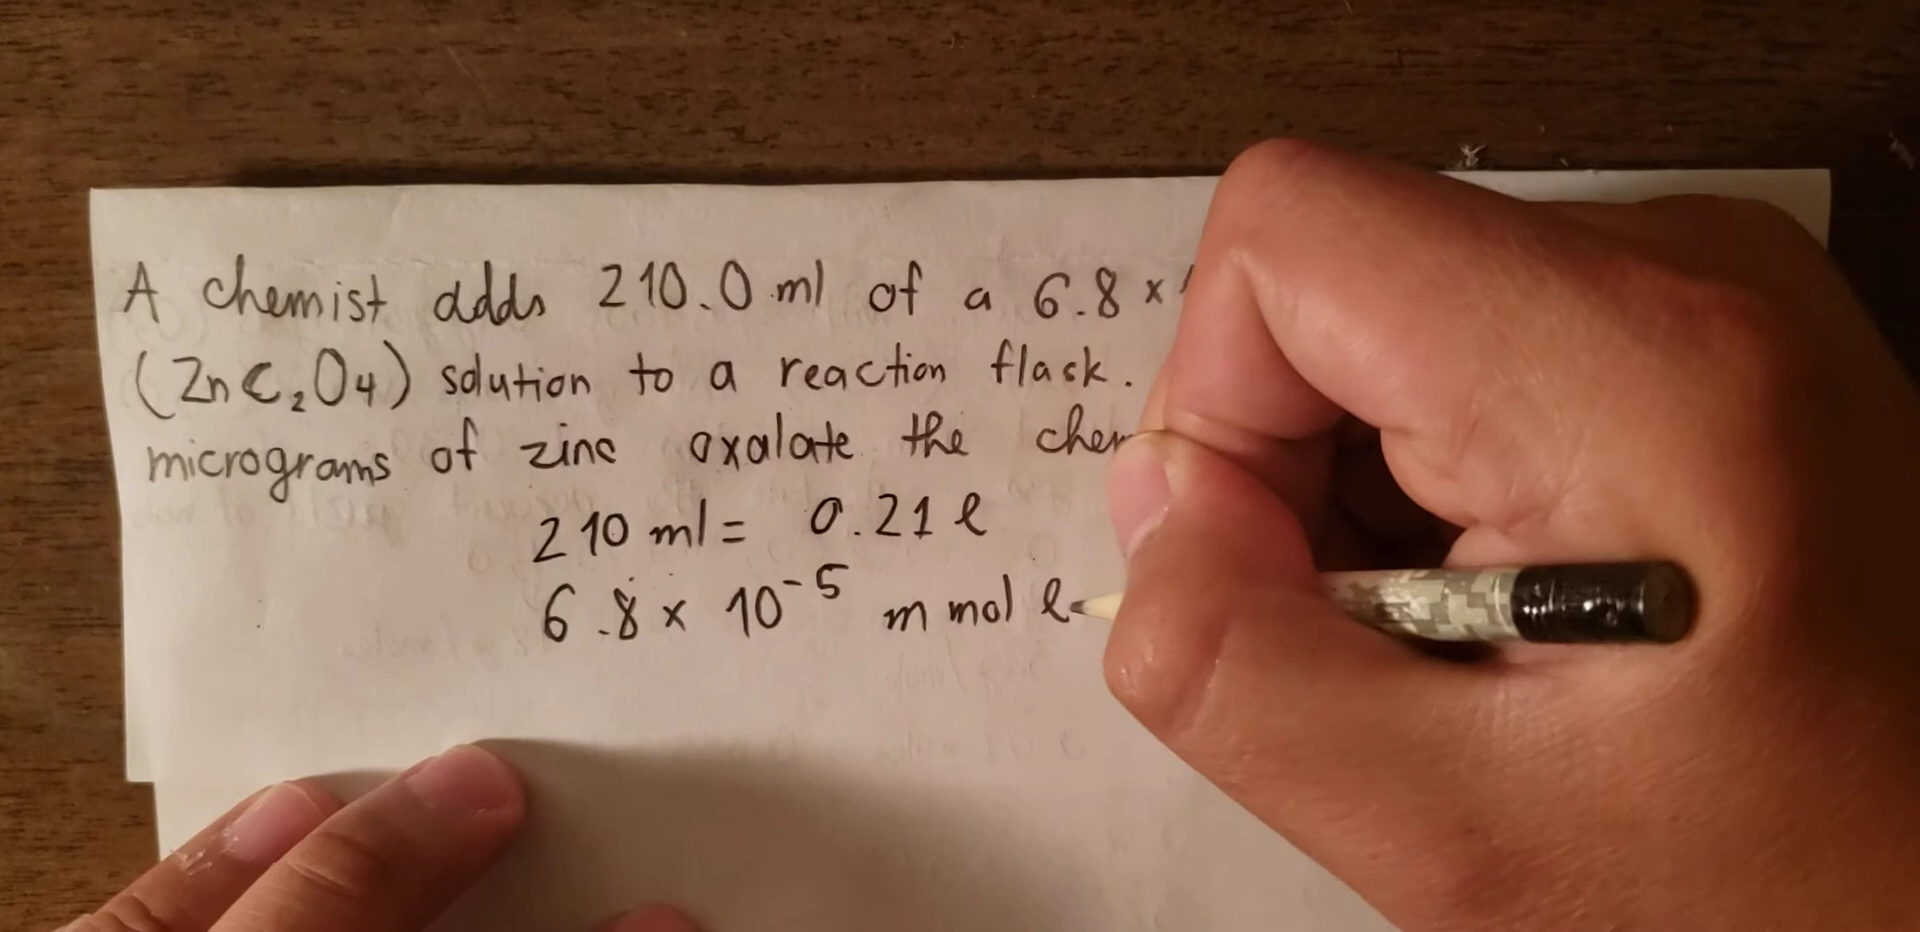 A chemist adds 210.0 ml of a 6.8 ×
(ZnC₂O4) solution to a reaction flask.
micrograms of zinc oxalate the
210 ml = 0.21 l
6.8 × 10⁻⁵ m mol l